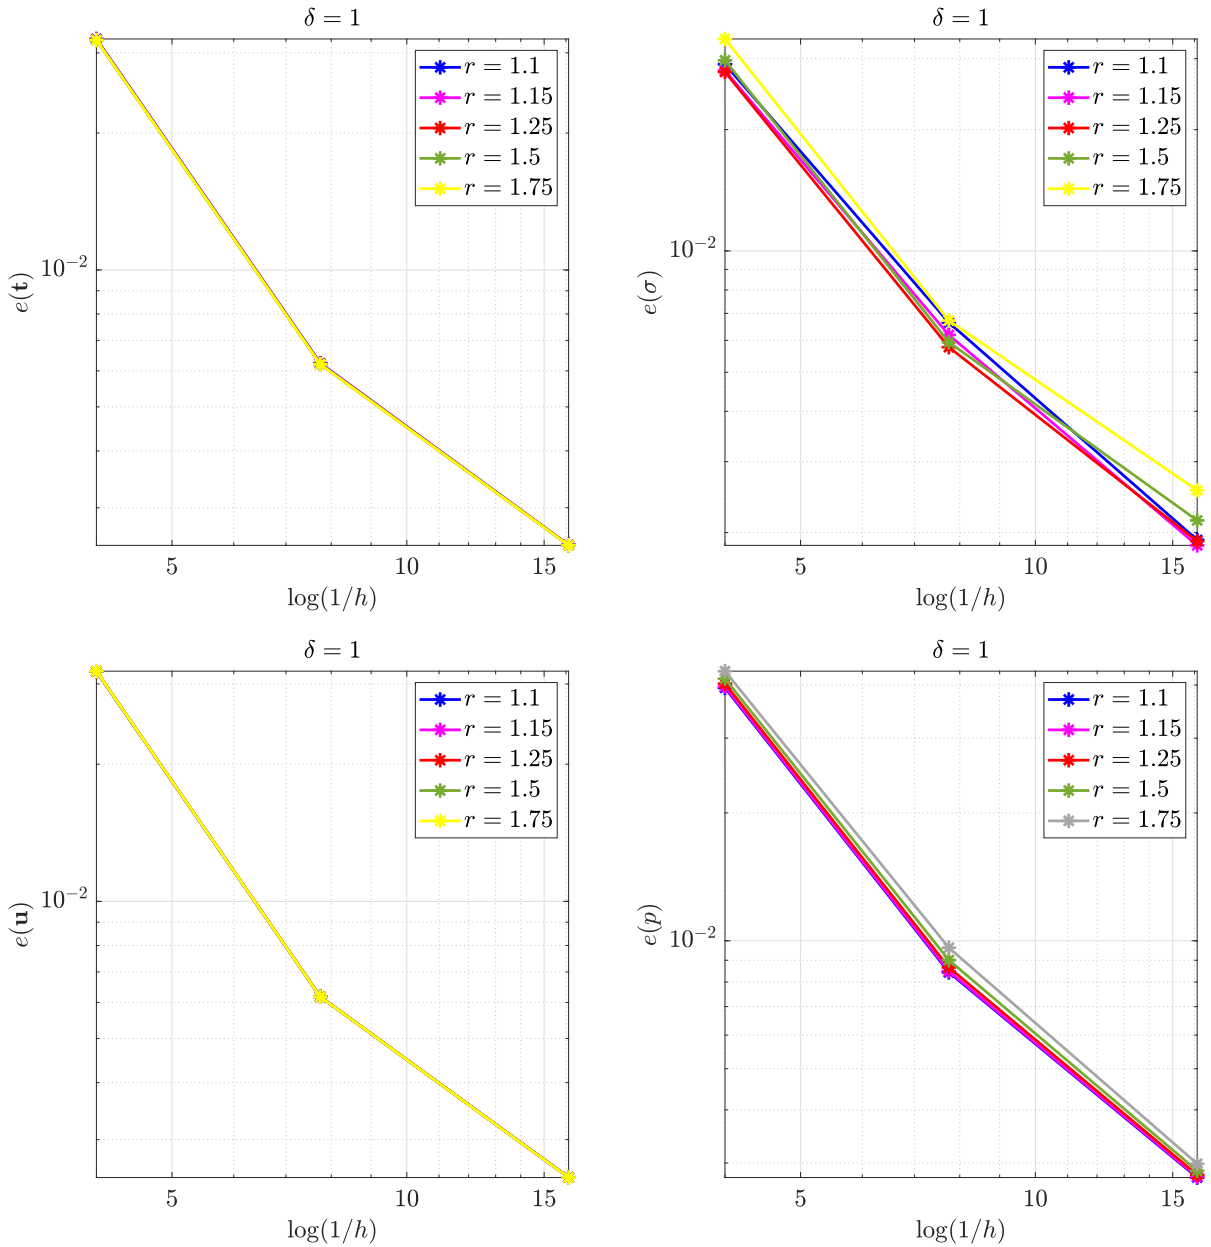 δ = 1
e(t)
10⁻²
5
10
15
log(1/h)
r = 1.1
r = 1.15
r = 1.25
r = 1.5
r = 1.75
δ = 1
e(σ)
10⁻²
5
10
15
log(1/h)
r = 1.1
r = 1.15
r = 1.25
r = 1.5
r = 1.75
δ = 1
e(u)
10⁻²
5
10
15
log(1/h)
r = 1.1
r = 1.15
r = 1.25
r = 1.5
r = 1.75
δ = 1
e(p)
10⁻²
5
10
15
log(1/h)
r = 1.1
r = 1.15
r = 1.25
r = 1.5
r = 1.75